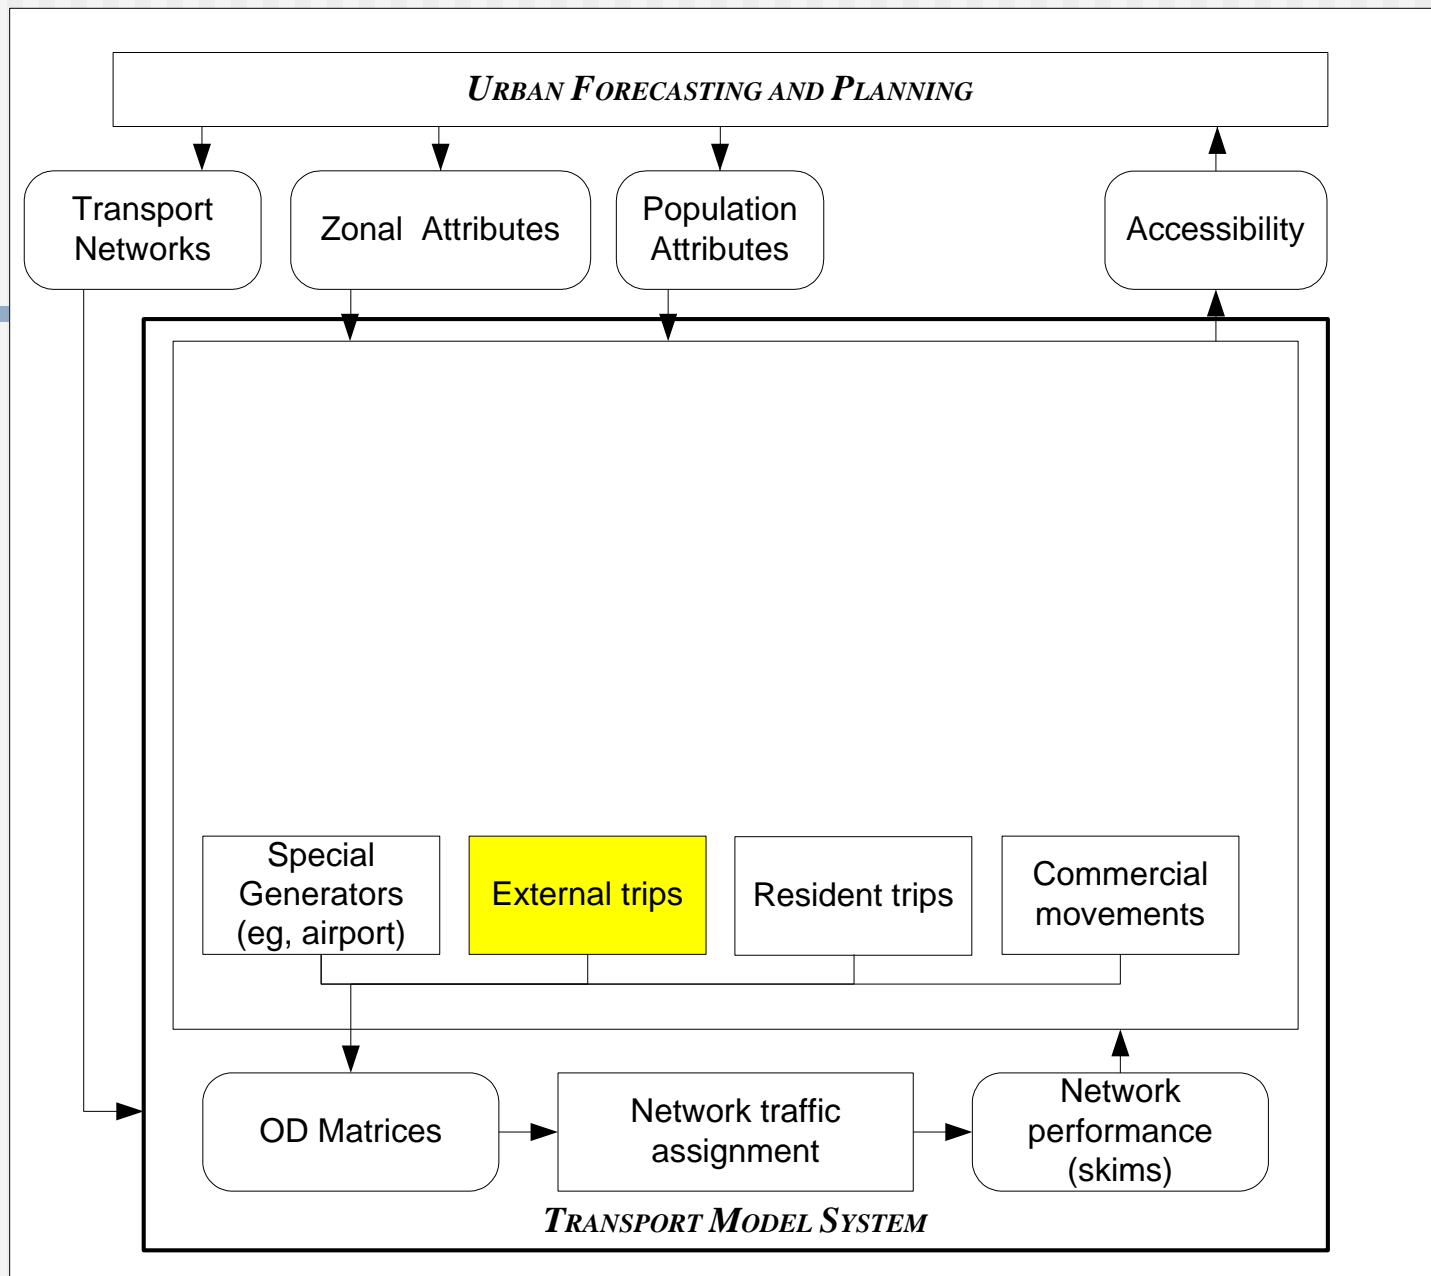 URBAN FORECASTING AND PLANNING
Transport
Networks
Zonal Attributes
Population
Attributes
Accessibility
Special
Generators
(eg, airport)
External trips
Resident trips
Commercial
movements
OD Matrices
Network traffic
assignment
Network
performance
(skims)
TRANSPORT MODEL SYSTEM